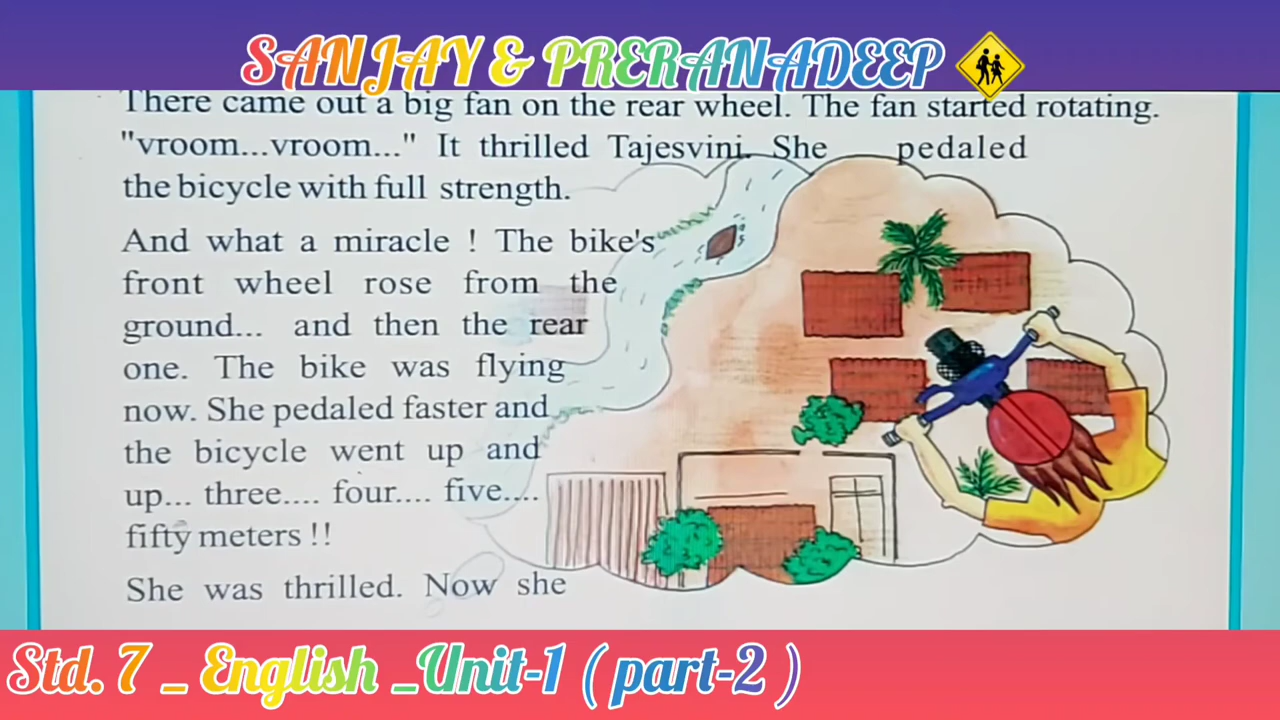 SANJAY & PRERANADEEP
There came out a big fan on the rear wheel. The fan started rotating.
"vroom...vroom..." It thrilled Tajesvini. She pedaled
the bicycle with full strength.
And what a miracle ! The bike's
front wheel rose from the
ground... and then the rear
one. The bike was flying
now. She pedaled faster and
the bicycle went up and
up... three.... four.... five....
fifty meters !!
She was thrilled. Now she
Std. 7 _ English _Unit-1 ( part-2 )